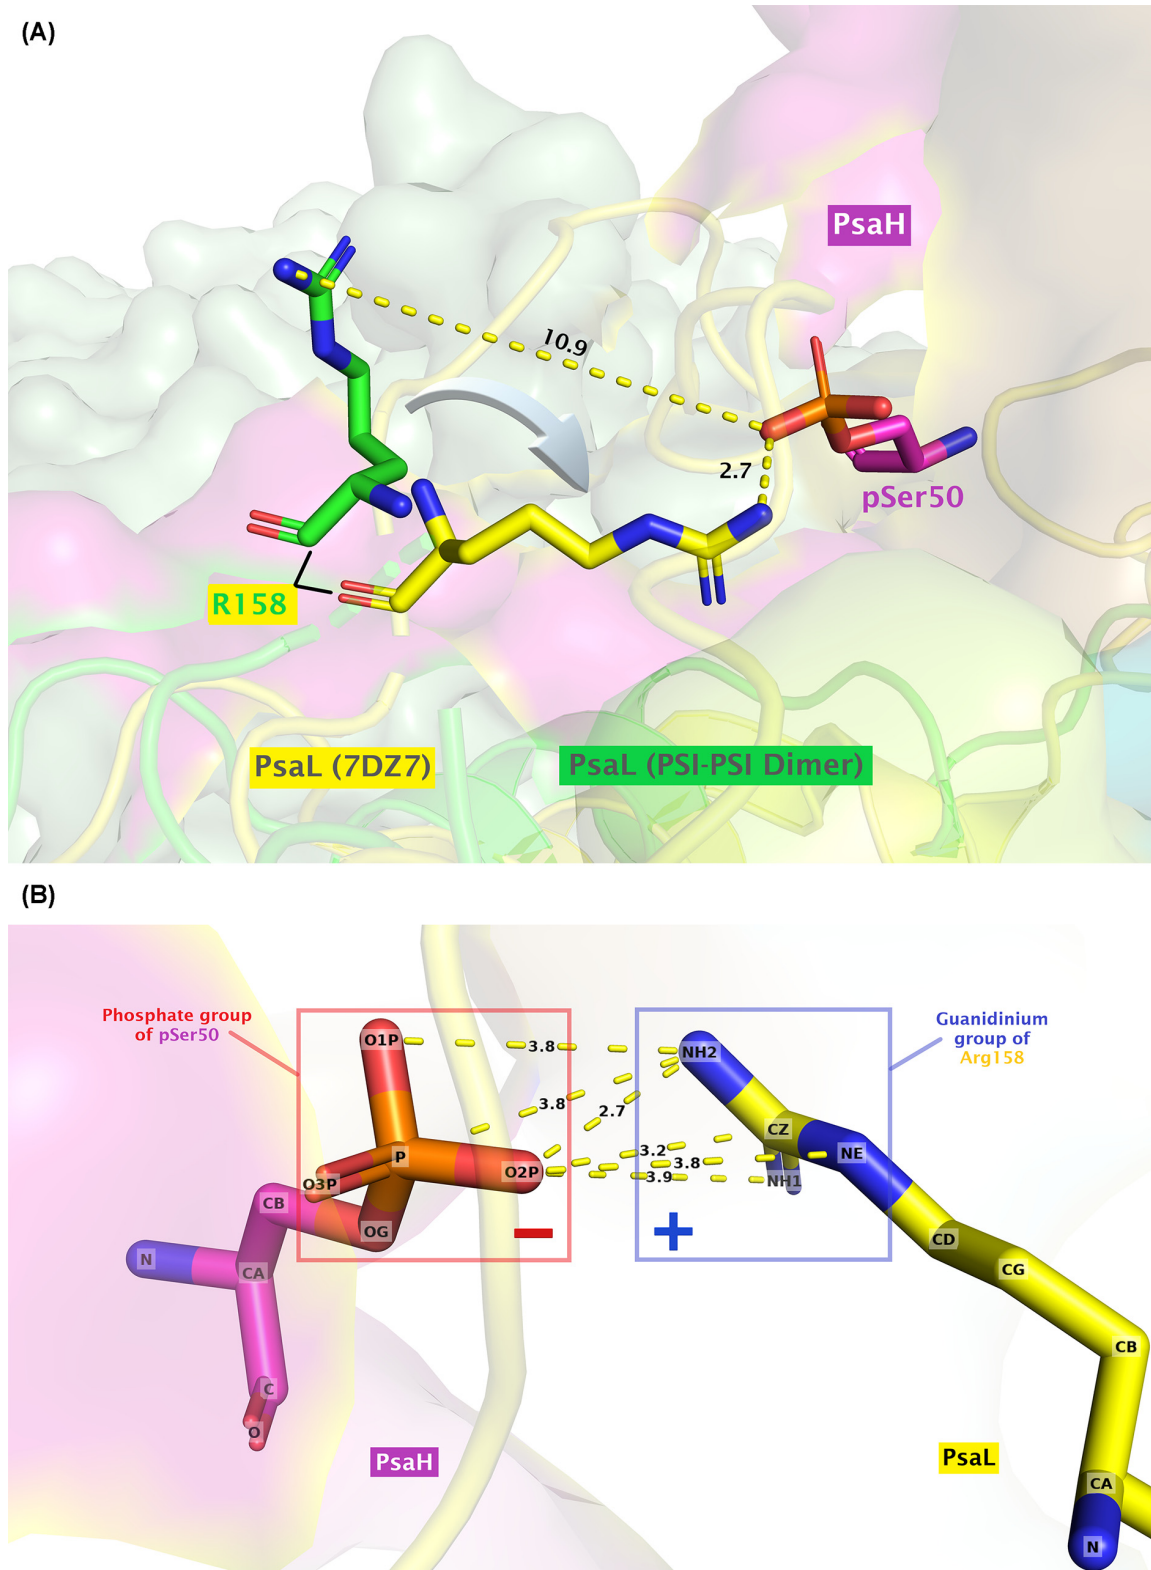 (A)
PsaH
10.9
2.7
pSer50
R158
PsaL (7DZ7)
PsaL (PSI-PSI Dimer)
(B)
Phosphate group
of pSer50
Guanidinium
group of
Arg158
O1P
3.8
NH2
3.8
2.7
CZ
P
3.2
NE
O2P
3.8
O3P
3.9
NH1
CB
OG
−
+
CD
N
CA
CG
CB
C
O
PsaH
PsaL
CA
N